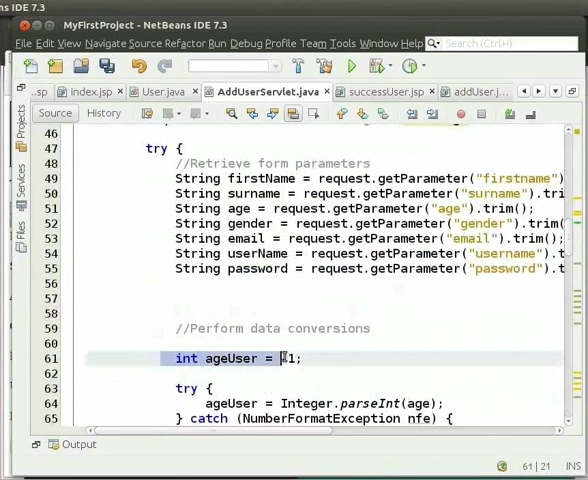 ns IDE 7.3
MyFirstProject - NetBeans IDE 7.3
File Edit View Navigate Source Refactor Run Debug Profile Team Tools Window Help
Search (Ctrl+I)
...sp index.jsp User.java AddUserServlet.java successUser.jsp addUser.j...
Source History
Projects
Services
Files
46
47 try {
48 //Retrieve form parameters
49 String firstName = request.getParameter("firstname")
50 String surname = request.getParameter("surname").tri
51 String age = request.getParameter("age").trim();
52 String gender = request.getParameter("gender").trim(
53 String email = request.getParameter("email").trim();
54 String userName = request.getParameter("username").t
55 String password = request.getParameter("password").t
56
57
58
59 //Perform data conversions
60
61 int ageUser = -1;
62
63 try {
64 ageUser = Integer.parseInt(age);
65 } catch (NumberFormatException nfe) {
Output
61 | 21 INS